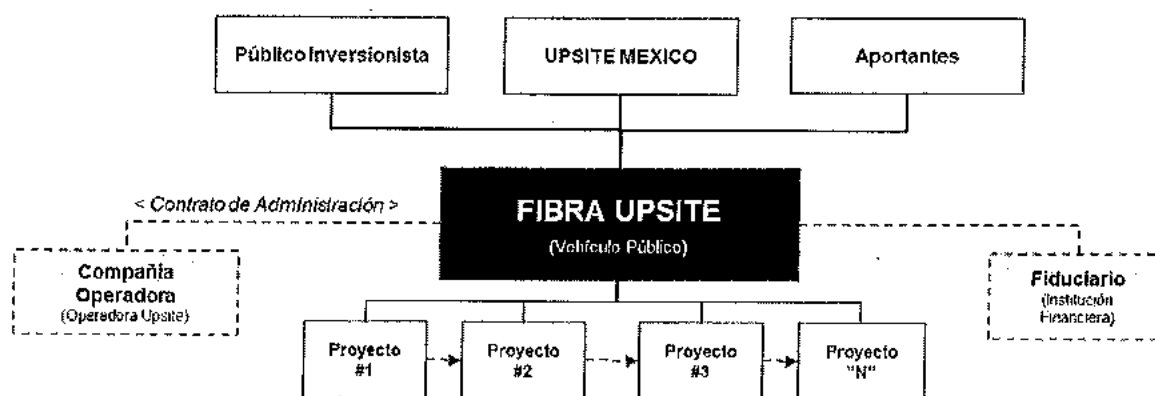 Público Inversionista
UPSITE MEXICO
Aportantes
< Contrato de Administración >
FIBRA UPSITE
(Vehículo Público)
Compañia
Operadora
(Operadora Upsite)
Fiduciario
(Institución
Financiera)
Proyecto
#1
Proyecto
#2
Proyecto
#3
Proyecto
"N"